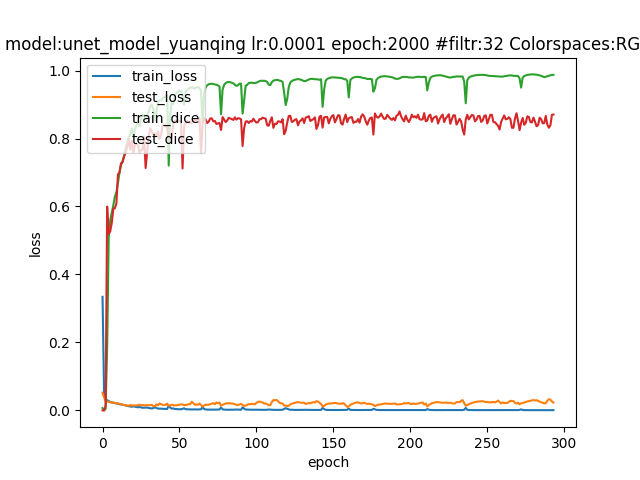 model:unet_model_yuanqing lr:0.0001 epoch:2000 #filtr:32 Colorspaces:RG
train_loss
test_loss
train_dice
test_dice
1.0
0.8
0.6
0.4
0.2
0.0
loss
0 50 100 150 200 250 300
epoch